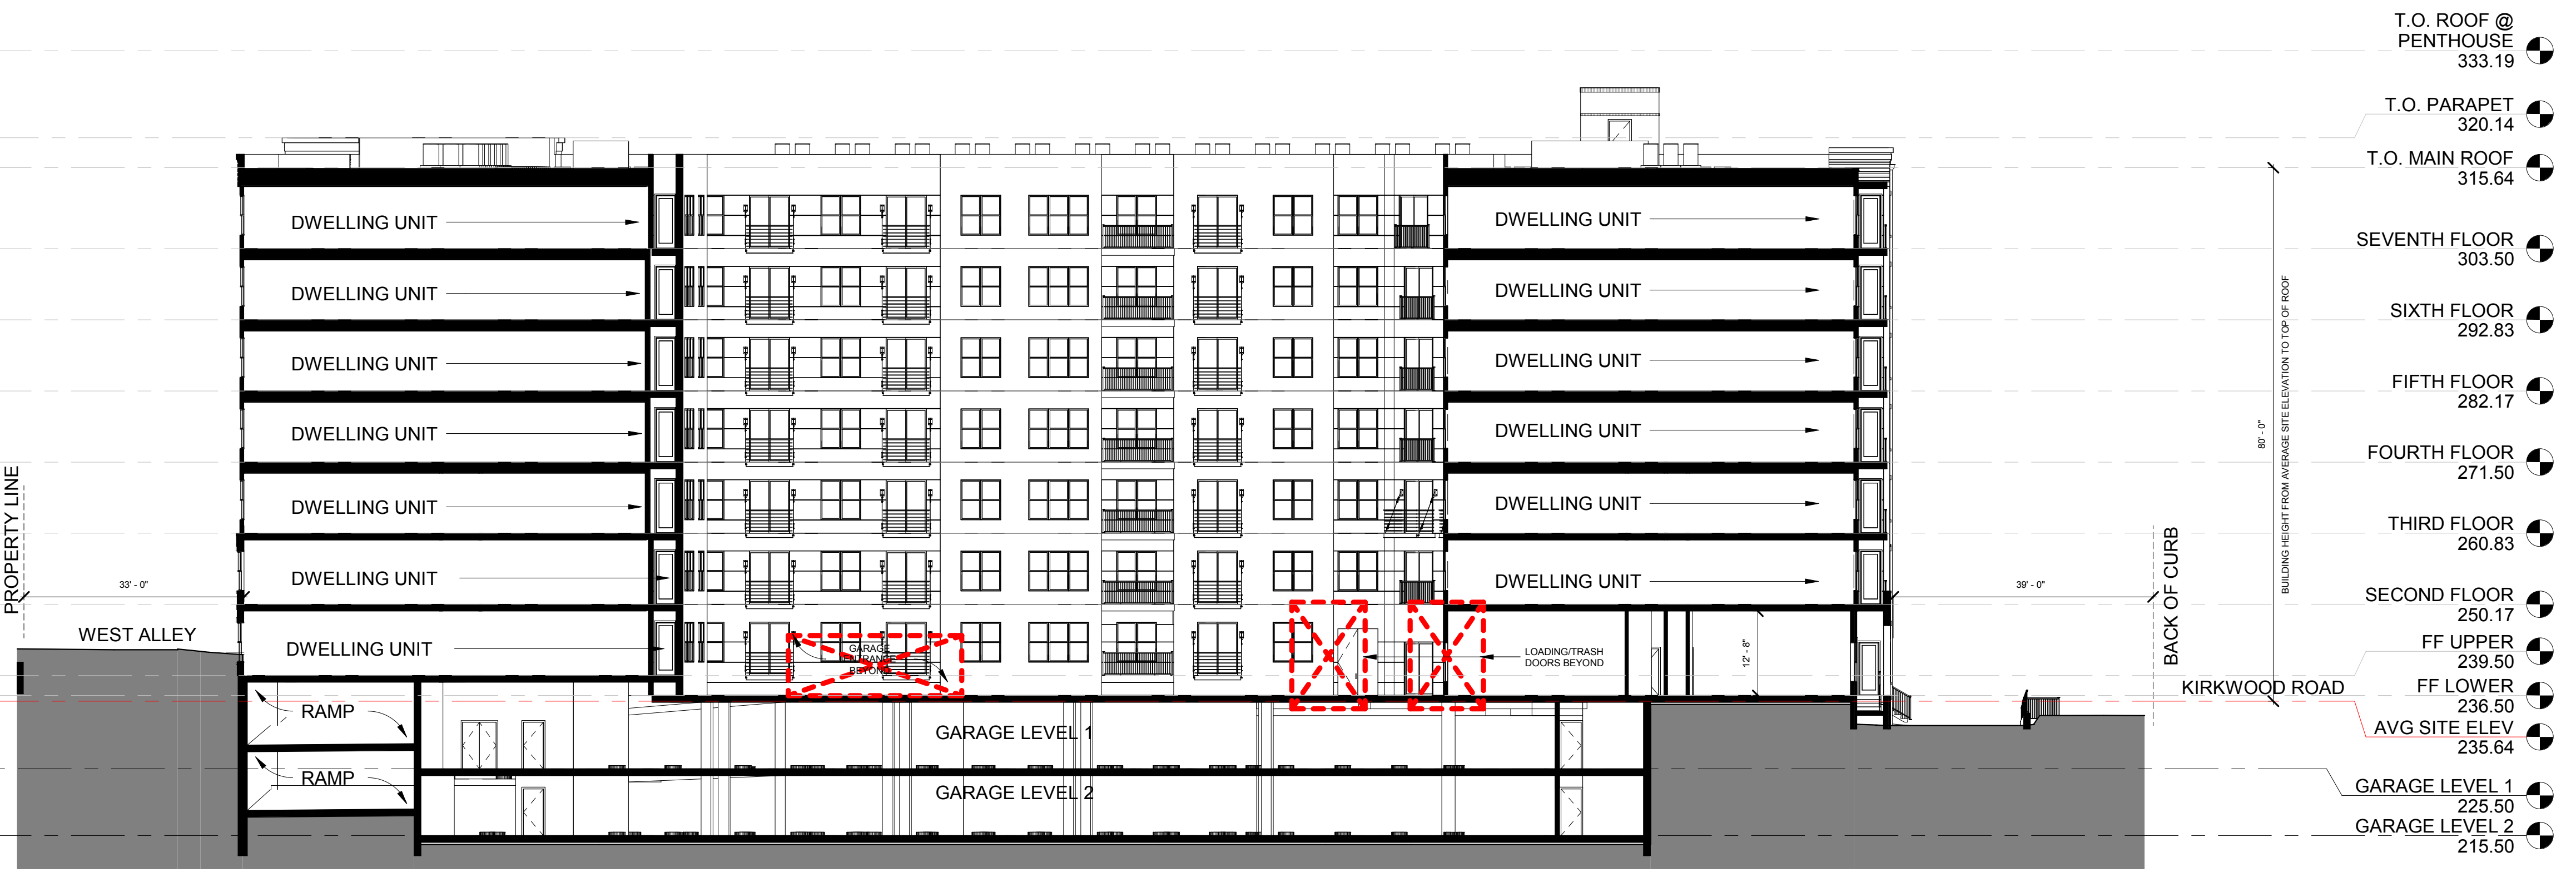 T.O. ROOF @
PENTHOUSE
333.19
T.O. PARAPET
320.14
T.O. MAIN ROOF
315.64
SEVENTH FLOOR
303.50
SIXTH FLOOR
292.83
FIFTH FLOOR
282.17
FOURTH FLOOR
271.50
THIRD FLOOR
260.83
SECOND FLOOR
250.17
FF UPPER
239.50
FF LOWER
236.50
AVG SITE ELEV
235.64
GARAGE LEVEL 1
225.50
GARAGE LEVEL 2
215.50
DWELLING UNIT
DWELLING UNIT
DWELLING UNIT
DWELLING UNIT
DWELLING UNIT
DWELLING UNIT
DWELLING UNIT
DWELLING UNIT
DWELLING UNIT
DWELLING UNIT
DWELLING UNIT
DWELLING UNIT
DWELLING UNIT
PROPERTY LINE
33' - 0"
WEST ALLEY
RAMP
RAMP
GARAGE
ENTRANCE
BEYOND
LOADING/TRASH
DOORS BEYOND
12' - 8"
GARAGE LEVEL 1
GARAGE LEVEL 2
39' - 0"
BACK OF CURB
KIRKWOOD ROAD
80' - 0"
BUILDING HEIGHT FROM AVERAGE SITE ELEVATION TO TOP OF ROOF